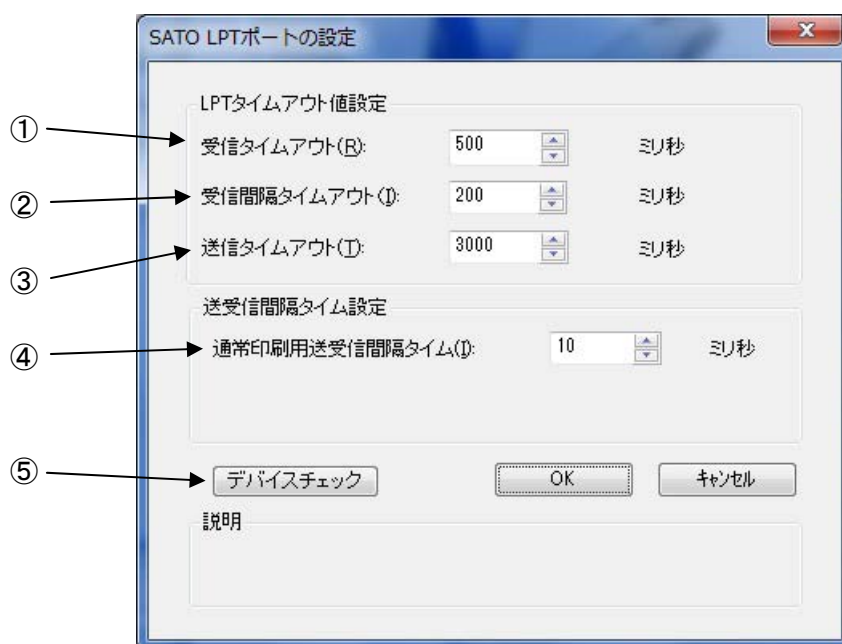 SATO LPTポートの設定
LPTタイムアウト値設定
① 受信タイムアウト(R): 500 ミリ秒
② 受信間隔タイムアウト(I): 200 ミリ秒
③ 送信タイムアウト(T): 3000 ミリ秒
送受信間隔タイム設定
④ 通常印刷用送受信間隔タイム(I): 10 ミリ秒
⑤ デバイスチェック OK キャンセル
説明